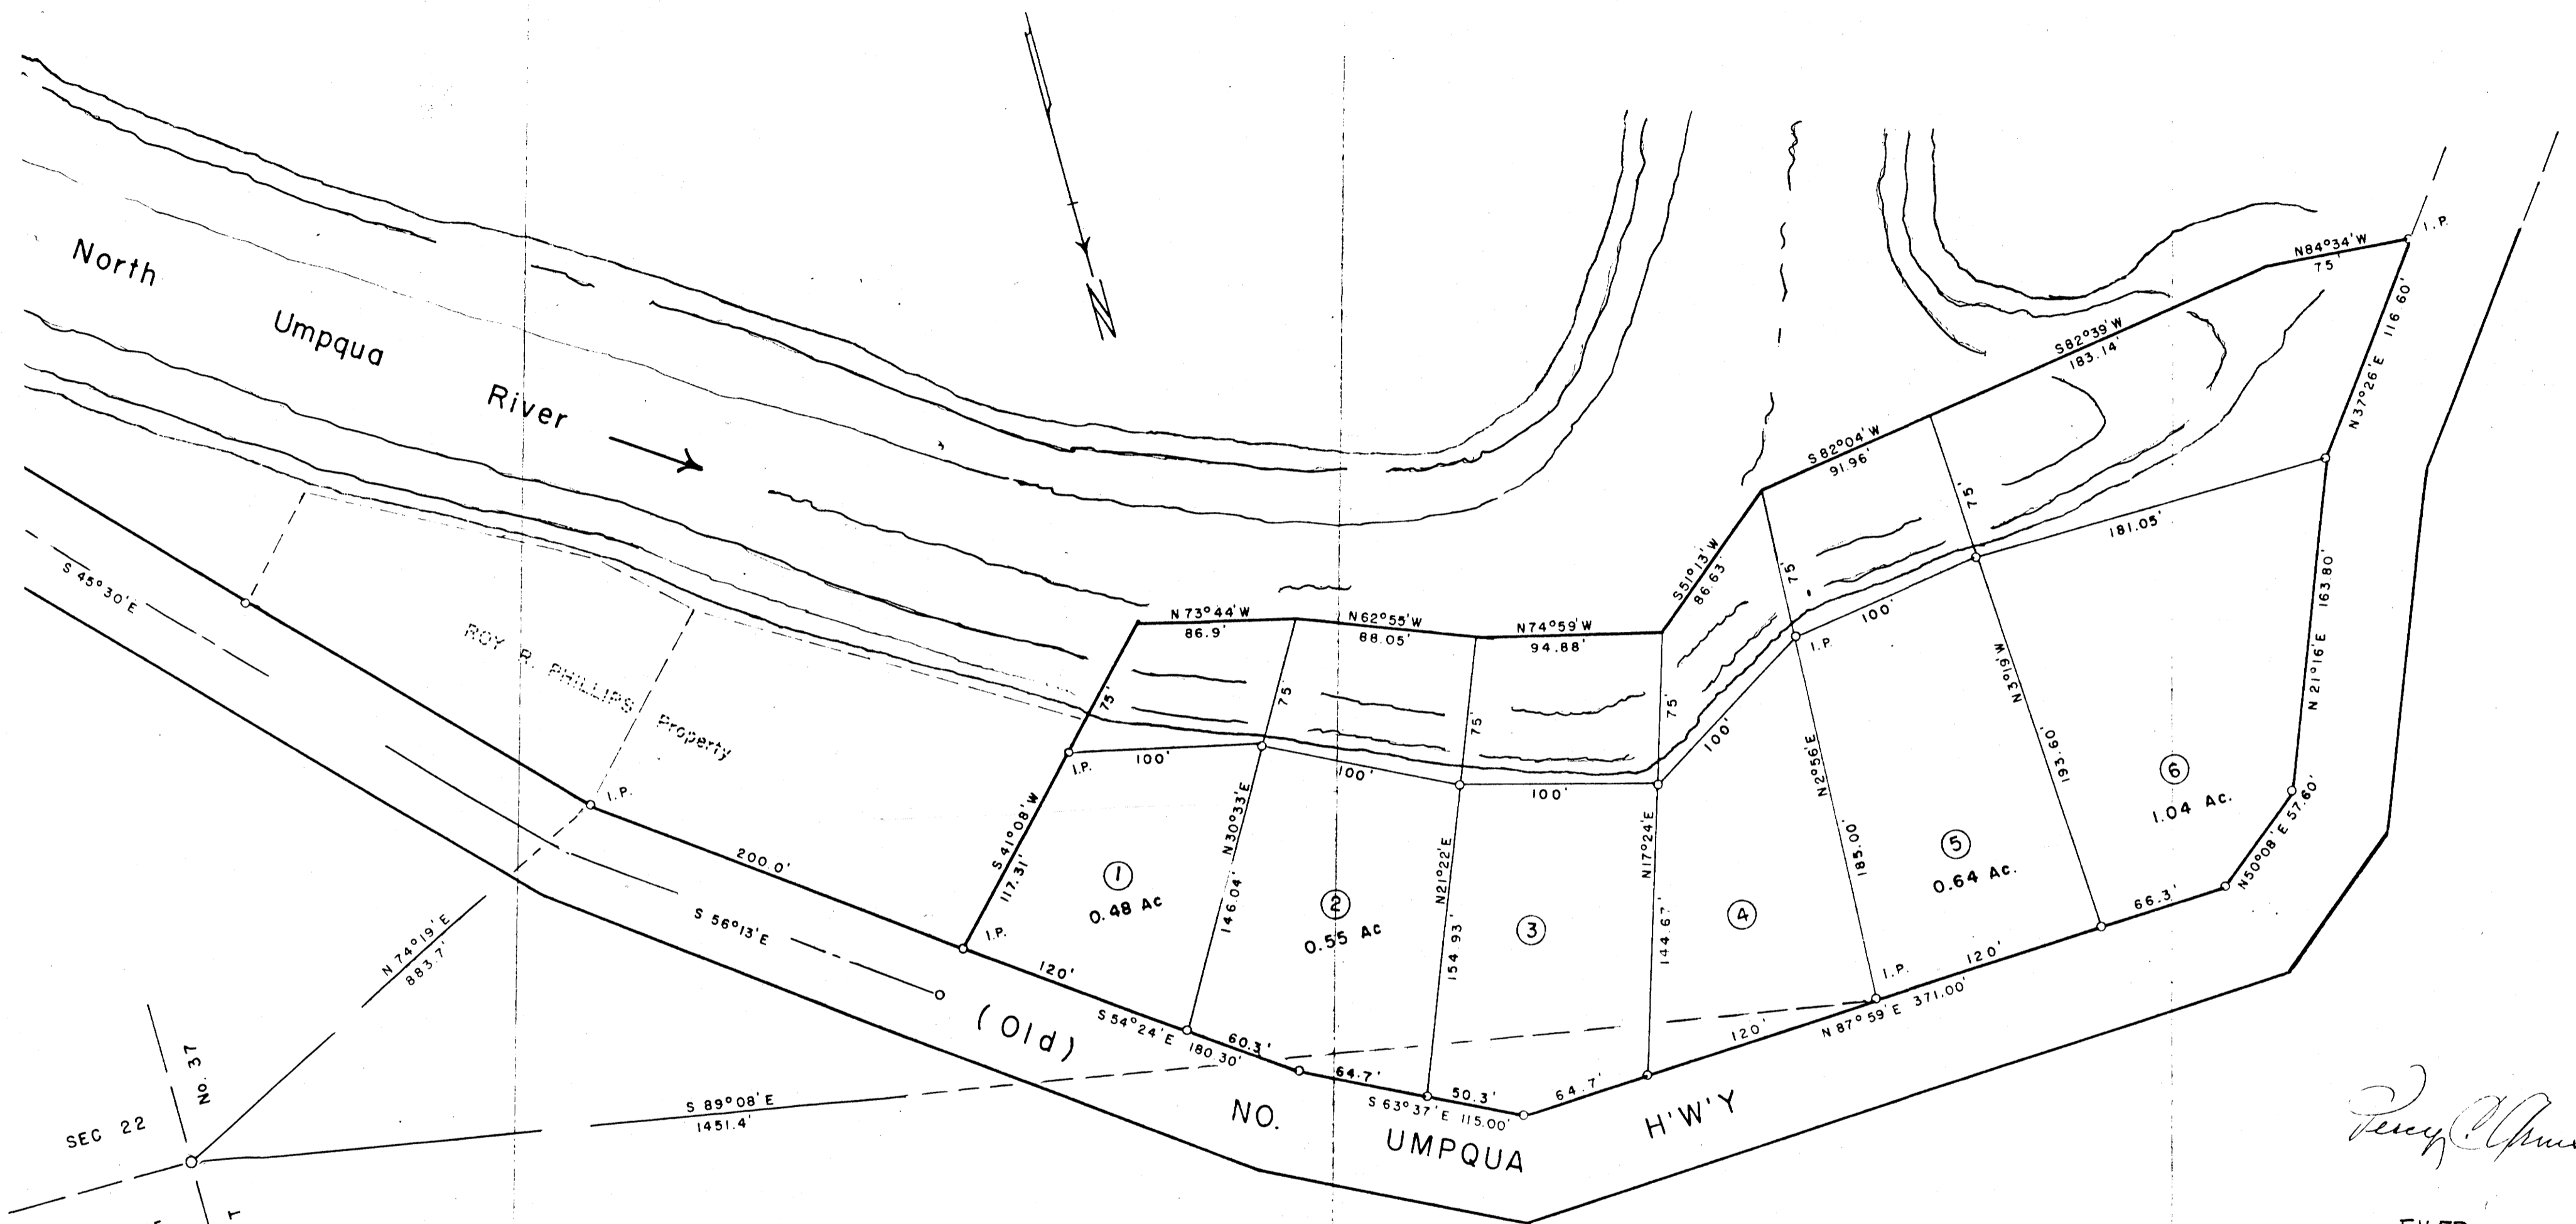 North
Umpqua
River
N
S 45°30'E
ROY R. PHILLIPS
Property
I.P.
200.0'
S 56°13'E
N 74°19'E
883.7'
S 89°08'E
1451.4'
No. 37
SEC 22
T
N 73°44'W
86.9'
N 62°55'W
88.05'
N74°59'W
94.88'
S51°13'W
86.63'
S 82°04'W
91.96'
S82°39'W
183.14'
N84°34'W
75'
I.P.
N37°26'E 116.60'
75'
75'
75'
75'
75'
75'
I.P.
100'
100'
100'
100'
I.P.
100'
181.05'
S 41°08'W
117.31'
N30°33'E
146.04'
N21°22'E
154.93'
N17°24'E
144.67'
N2°56'E
185.00'
N3°19'W
193.60'
N 21°16'E 163.80'
N50°08'E 57.60'
1
0.48 Ac
2
0.55 Ac
3
4
5
0.64 Ac.
6
1.04 Ac.
I.P.
120'
S 54°24'E 180.30'
60.3'
64.7'
50.3'
S 63°37'E 115.00'
64.7'
120'
I.P.
120'
N 87°59'E 371.00'
66.3'
(Old)
NO.
UMPQUA
H'W'Y
Percy C.